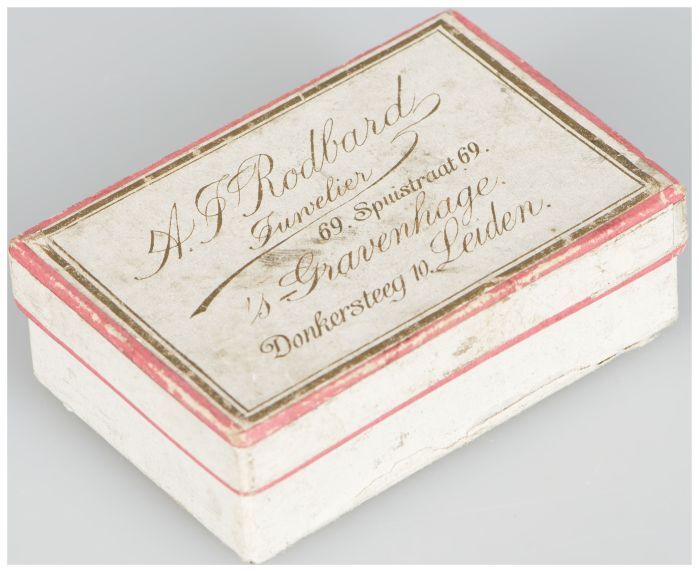 A. J Rodbard
Juwelier
69 Spuistraat 69.
's Gravenhage.
Donkersteeg 10. Leiden.